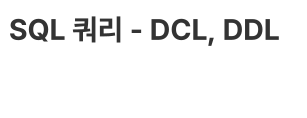 SQL 쿼리 - DCL, DDL